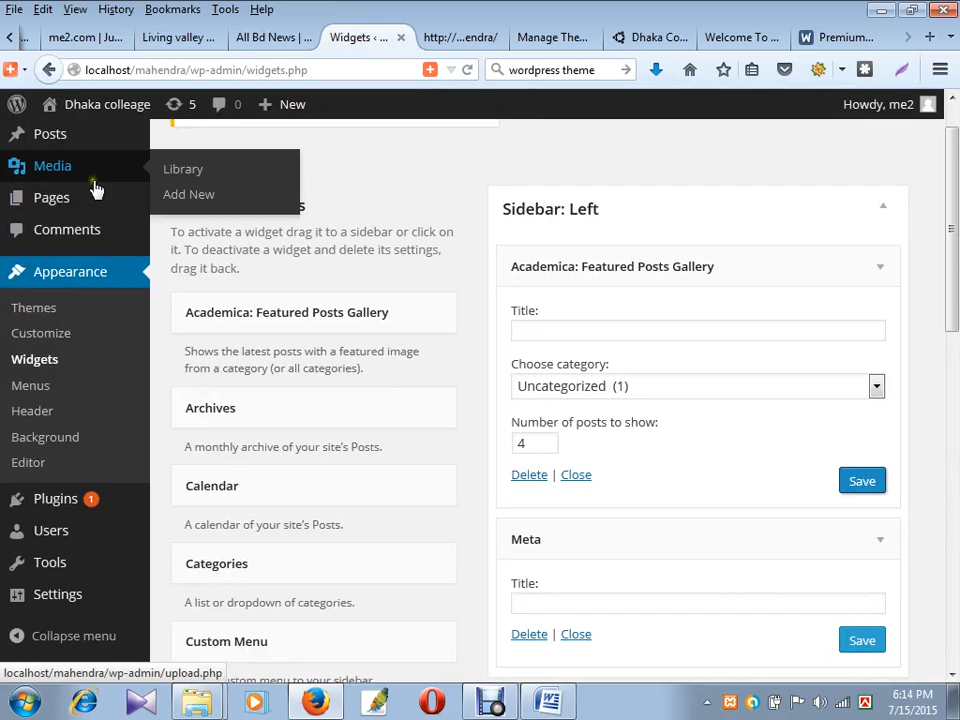 File Edit View History Bookmarks Tools Help
me2.com | Ju... Living valley ... All Bd News | ... Widgets ‹ ... × http://...endra/ Manage The... Dhaka Co... Welcome To ... Premium...
localhost/mahendra/wp-admin/widgets.php
wordpress theme
Dhaka colleage 5 0 + New
Howdy, me2
Posts
Media
Library
Add New
Pages
Comments
Appearance
Themes
Customize
Widgets
Menus
Header
Background
Editor
Plugins 1
Users
Tools
Settings
Collapse menu
To activate a widget drag it to a sidebar or click on
it. To deactivate a widget and delete its settings,
drag it back.
Academica: Featured Posts Gallery
Shows the latest posts with a featured image
from a category (or all categories).
Archives
A monthly archive of your site's Posts.
Calendar
A calendar of your site's Posts.
Categories
A list or dropdown of categories.
Custom Menu
Sidebar: Left
Academica: Featured Posts Gallery
Title:
Choose category:
Uncategorized (1)
Number of posts to show:
4
Delete | Close
Save
Meta
Title:
Delete | Close
Save
localhost/mahendra/wp-admin/upload.php
6:14 PM
7/15/2015